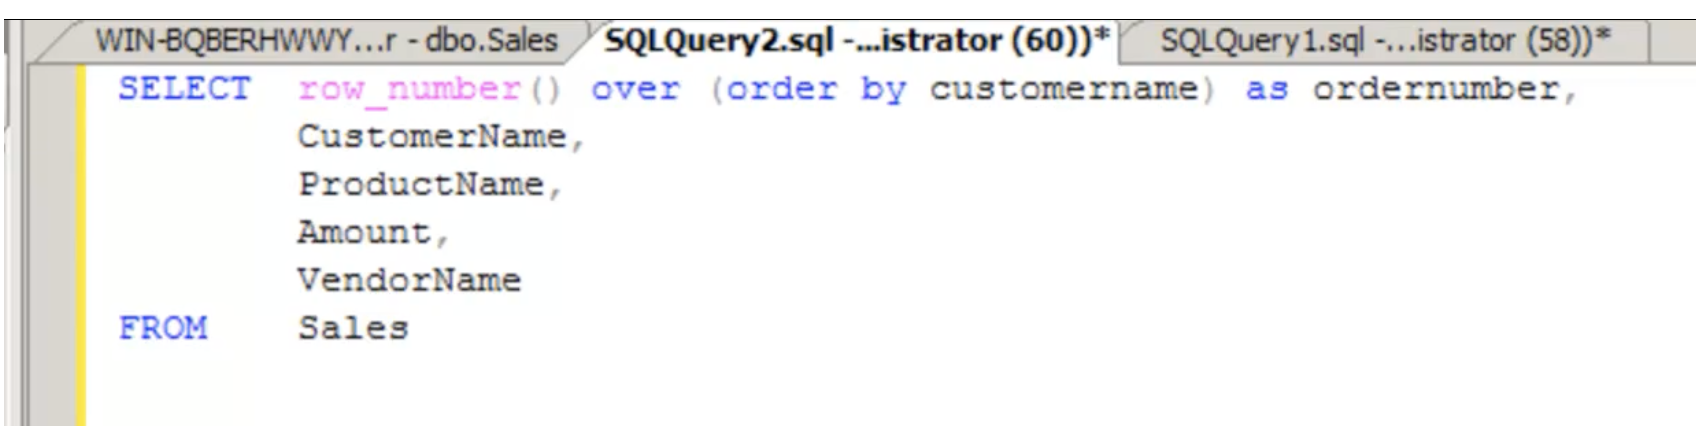 WIN-BQBERHWWY...r - dbo.Sales SQLQuery2.sql -...istrator (60))* SQLQuery1.sql -...istrator (58))*
SELECT row_number() over (order by customername) as ordernumber,
CustomerName,
ProductName,
Amount,
VendorName
FROM Sales